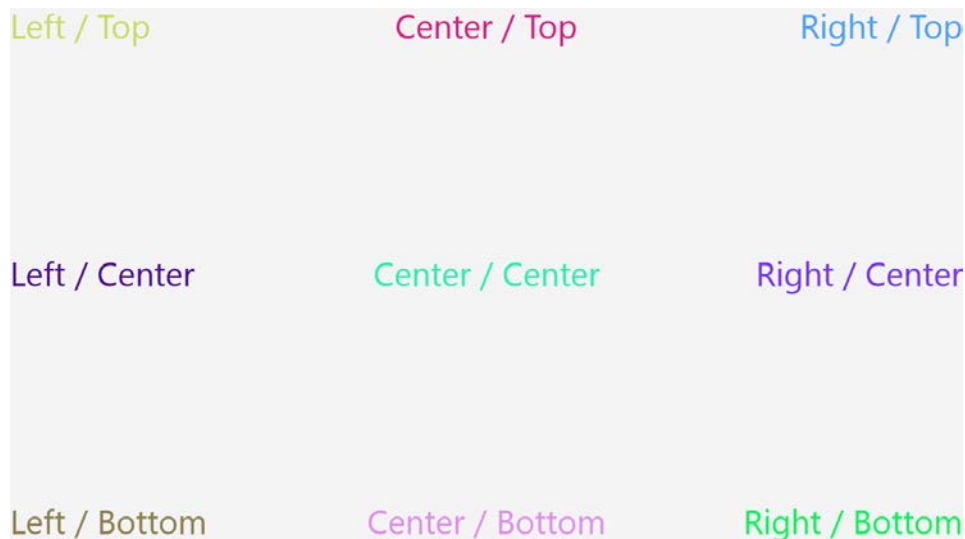 Left / Top Center / Top Right / Top
Left / Center Center / Center Right / Center
Left / Bottom Center / Bottom Right / Bottom